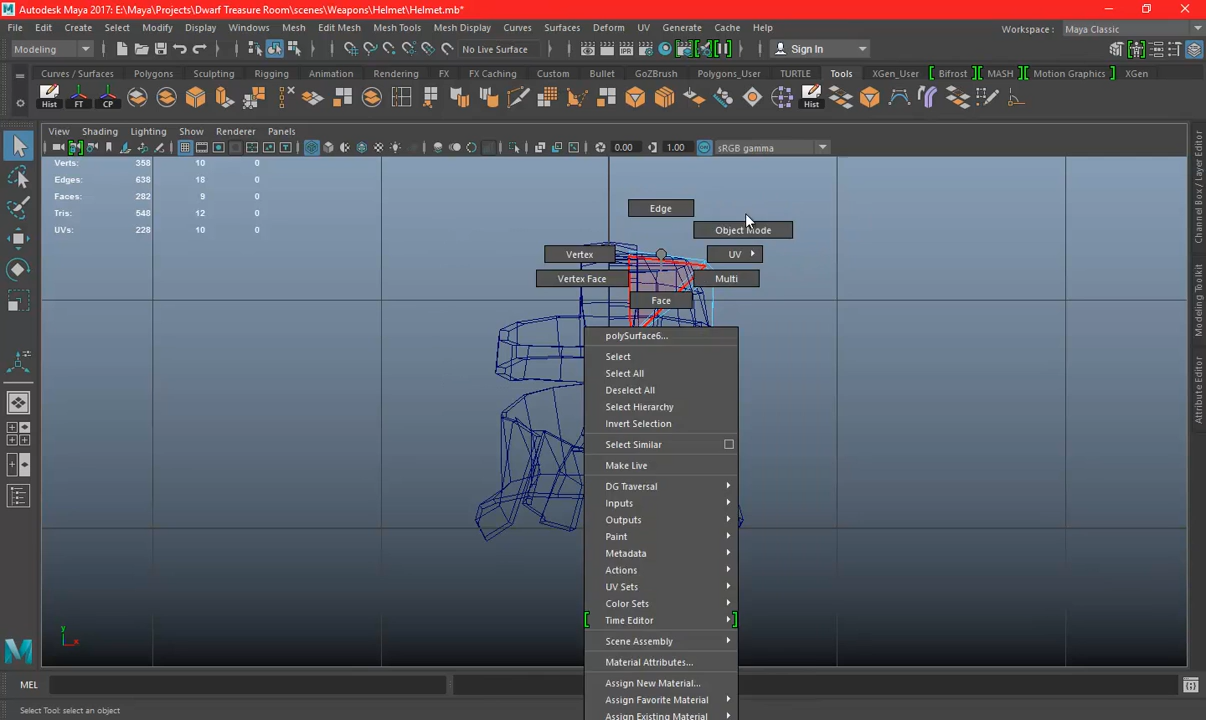 Autodesk Maya 2017: E:\Maya\Projects\Dwarf Treasure Room\scenes\Weapons\Helmet\Helmet.mb*
File Edit Create Select Modify Display Windows Mesh Edit Mesh Mesh Tools Mesh Display Curves Surfaces Deform UV Generate Cache Help Workspace : Maya Classic
Modeling No Live Surface Sign In
Curves / Surfaces Polygons Sculpting Rigging Animation Rendering FX FX Caching Custom Bullet GoZBrush Polygons_User TURTLE Tools XGen_User Bifrost MASH Motion Graphics XGen
Hist FT CP Hist
View Shading Lighting Show Renderer Panels
0.00 1.00 sRGB gamma
Verts: 358 10 0
Edges: 638 18 0
Faces: 282 9 0
Tris: 548 12 0
UVs: 228 10 0
Edge
Object Mode
Vertex
UV
Vertex Face
Multi
Face
polySurface6...
Select
Select All
Deselect All
Select Hierarchy
Invert Selection
Select Similar
Make Live
DG Traversal
Inputs
Outputs
Paint
Metadata
Actions
UV Sets
Color Sets
Time Editor
Scene Assembly
Material Attributes...
Assign New Material...
Assign Favorite Material
Assign Existing Material
Channel Box / Layer Editor
Modeling Toolkit
Attribute Editor
y
x
MEL
Select Tool: select an object